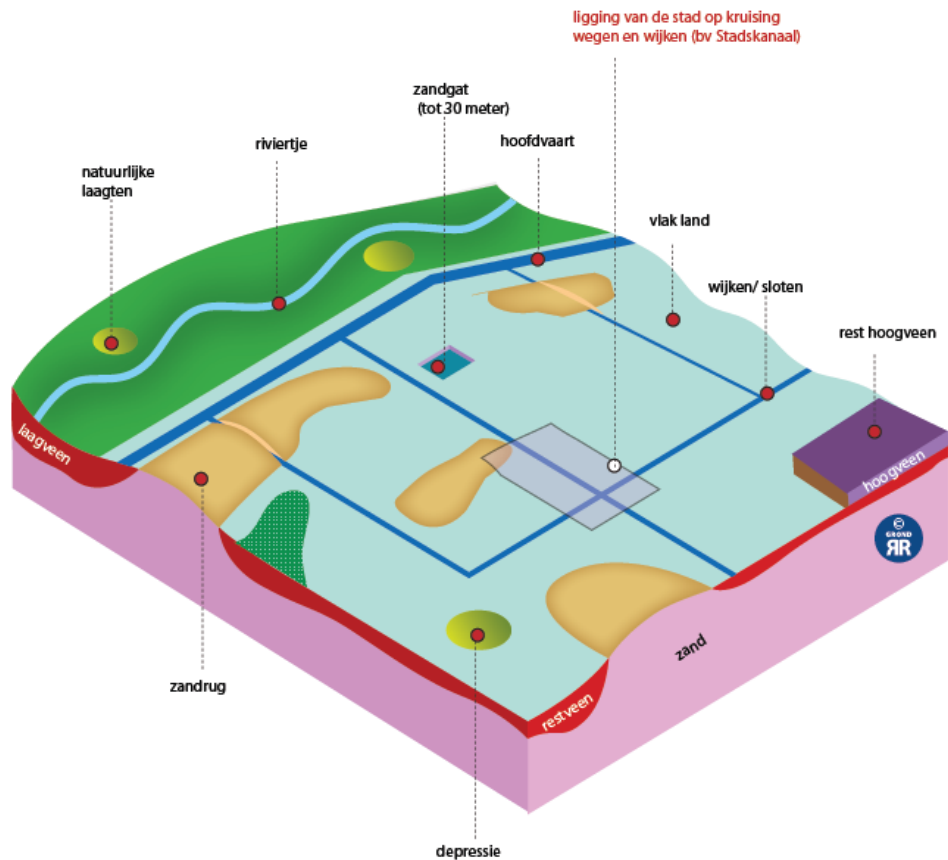 ligging van de stad op kruising
wegen en wijken (bv Stadskanaal)
zandgat
(tot 30 meter)
hoofdvaart
riviertje
natuurlijke
laagten
vlak land
wijken/ sloten
rest hoogveen
laagveen
hoogveen
GROND
RR
zand
zandrug
restveen
depressie